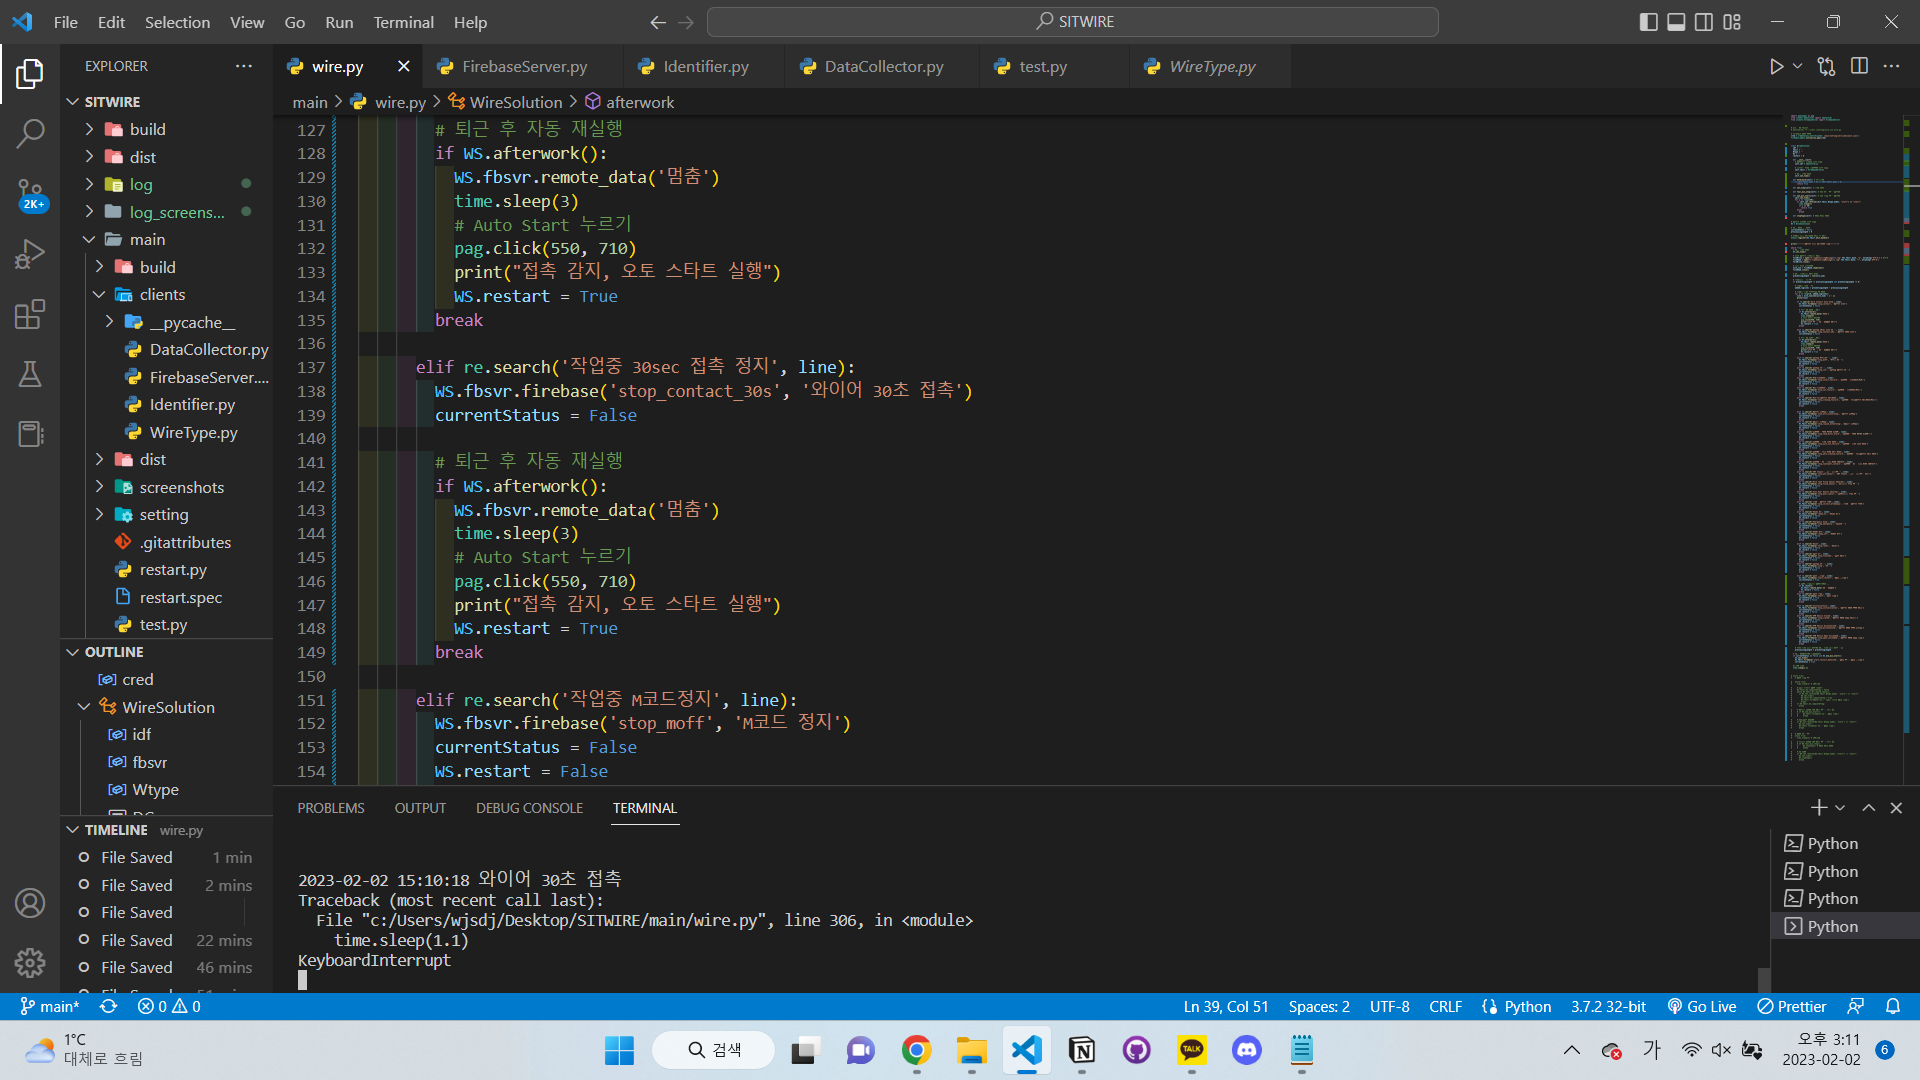 File Edit Selection View Go Run Terminal Help
SITWIRE
EXPLORER
SITWIRE
build
dist
log
log_screens...
main
build
clients
__pycache__
DataCollector.py
FirebaseServer....
Identifier.py
WireType.py
dist
screenshots
setting
.gitattributes
restart.py
restart.spec
test.py
OUTLINE
cred
WireSolution
idf
fbsvr
Wtype
TIMELINE wire.py
File Saved 1 min
File Saved 2 mins
File Saved
File Saved 22 mins
File Saved 46 mins
2K+
wire.py FirebaseServer.py Identifier.py DataCollector.py test.py WireType.py
main > wire.py > WireSolution > afterwork
127 # 퇴근 후 자동 재실행
128 if WS.afterwork():
129 WS.fbsvr.remote_data('멈춤')
130 time.sleep(3)
131 # Auto Start 누르기
132 pag.click(550, 710)
133 print("접촉 감지, 오토 스타트 실행")
134 WS.restart = True
135 break
136
137 elif re.search('작업중 30sec 접촉 정지', line):
138 WS.fbsvr.firebase('stop_contact_30s', '와이어 30초 접촉')
139 currentStatus = False
140
141 # 퇴근 후 자동 재실행
142 if WS.afterwork():
143 WS.fbsvr.remote_data('멈춤')
144 time.sleep(3)
145 # Auto Start 누르기
146 pag.click(550, 710)
147 print("접촉 감지, 오토 스타트 실행")
148 WS.restart = True
149 break
150
151 elif re.search('작업중 M코드정지', line):
152 WS.fbsvr.firebase('stop_moff', 'M코드 정지')
153 currentStatus = False
154 WS.restart = False
PROBLEMS OUTPUT DEBUG CONSOLE TERMINAL
2023-02-02 15:10:18 와이어 30초 접촉
Traceback (most recent call last):
File "c:/Users/wjsdj/Desktop/SITWIRE/main/wire.py", line 306, in <module>
time.sleep(1.1)
KeyboardInterrupt
Python
Python
Python
Python
main* 0 0 Ln 39, Col 51 Spaces: 2 UTF-8 CRLF Python 3.7.2 32-bit Go Live Prettier
1°C
대체로 흐림
검색
TALK
가
오후 3:11
2023-02-02
6